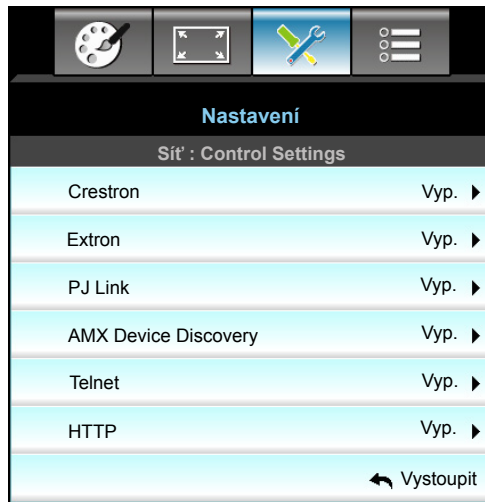 Nastavení
Síť : Control Settings
Crestron Vyp.
Extron Vyp.
PJ Link Vyp.
AMX Device Discovery Vyp.
Telnet Vyp.
HTTP Vyp.
Vystoupit